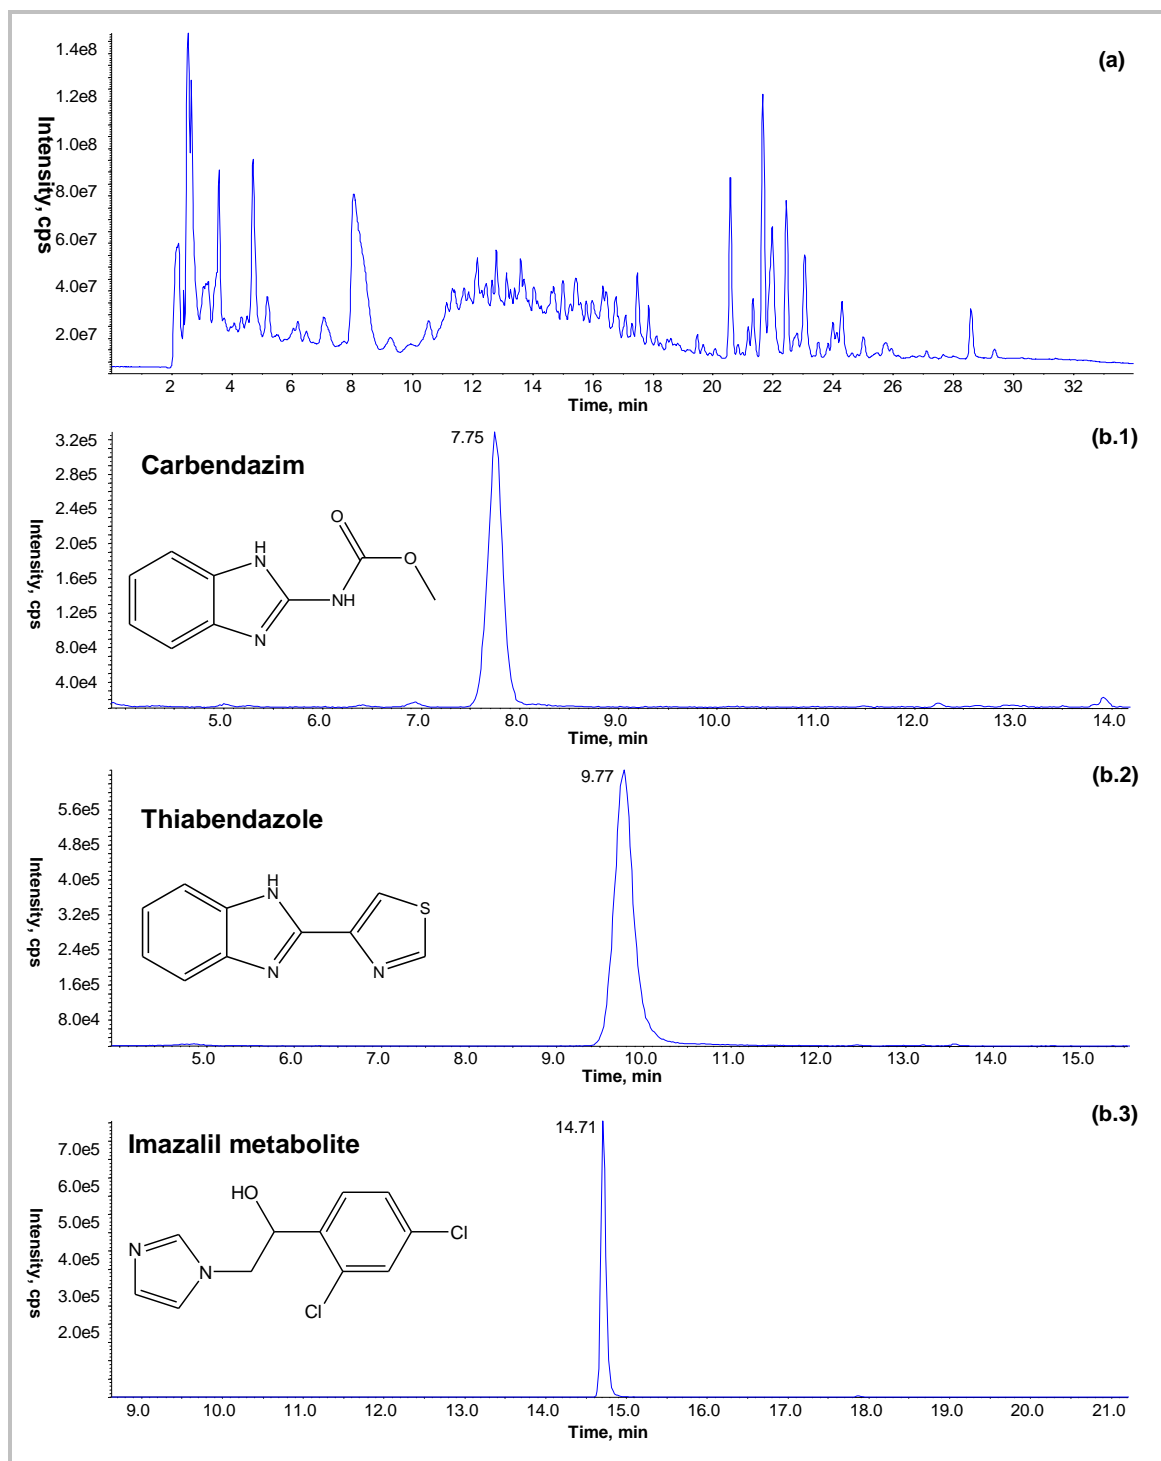 (a)
1.4e8
1.2e8
1.0e8
8.0e7
6.0e7
4.0e7
2.0e7
Intensity, cps
2 4 6 8 10 12 14 16 18 20 22 24 26 28 30 32
Time, min
(b.1)
7.75
Carbendazim
3.2e5
2.8e5
2.4e5
2.0e5
1.6e5
1.2e5
8.0e4
4.0e4
Intensity, cps
O
H
N
O
NH
N
5.0 6.0 7.0 8.0 9.0 10.0 11.0 12.0 13.0 14.0
Time, min
(b.2)
9.77
Thiabendazole
5.6e5
4.8e5
4.0e5
3.2e5
2.4e5
1.6e5
8.0e4
Intensity, cps
H
N
S
N
N
5.0 6.0 7.0 8.0 9.0 10.0 11.0 12.0 13.0 14.0 15.0
Time, min
(b.3)
14.71
Imazalil metabolite
7.0e5
6.0e5
5.0e5
4.0e5
3.0e5
2.0e5
Intensity, cps
HO
Cl
N
N
Cl
9.0 10.0 11.0 12.0 13.0 14.0 15.0 16.0 17.0 18.0 19.0 20.0 21.0
Time, min